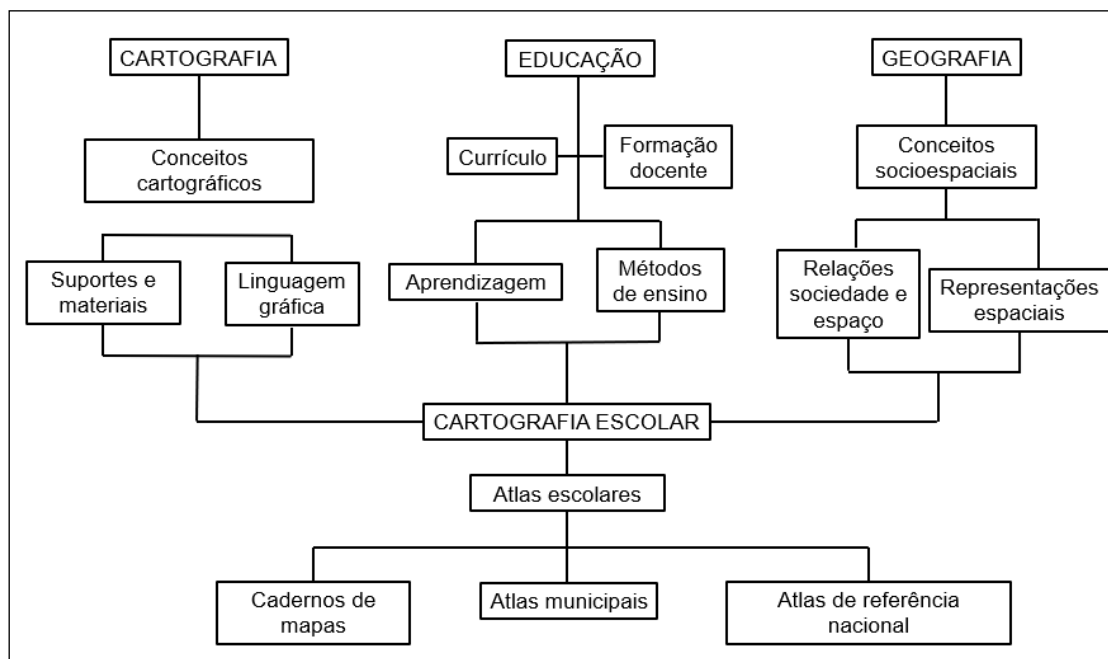 CARTOGRAFIA
EDUCAÇÃO
GEOGRAFIA
Conceitos
cartográficos
Currículo
Formação
docente
Conceitos
socioespaciais
Suportes e
materiais
Linguagem
gráfica
Aprendizagem
Métodos
de ensino
Relações
sociedade e
espaço
Representações
espaciais
CARTOGRAFIA ESCOLAR
Atlas escolares
Cadernos de
mapas
Atlas municipais
Atlas de referência
nacional